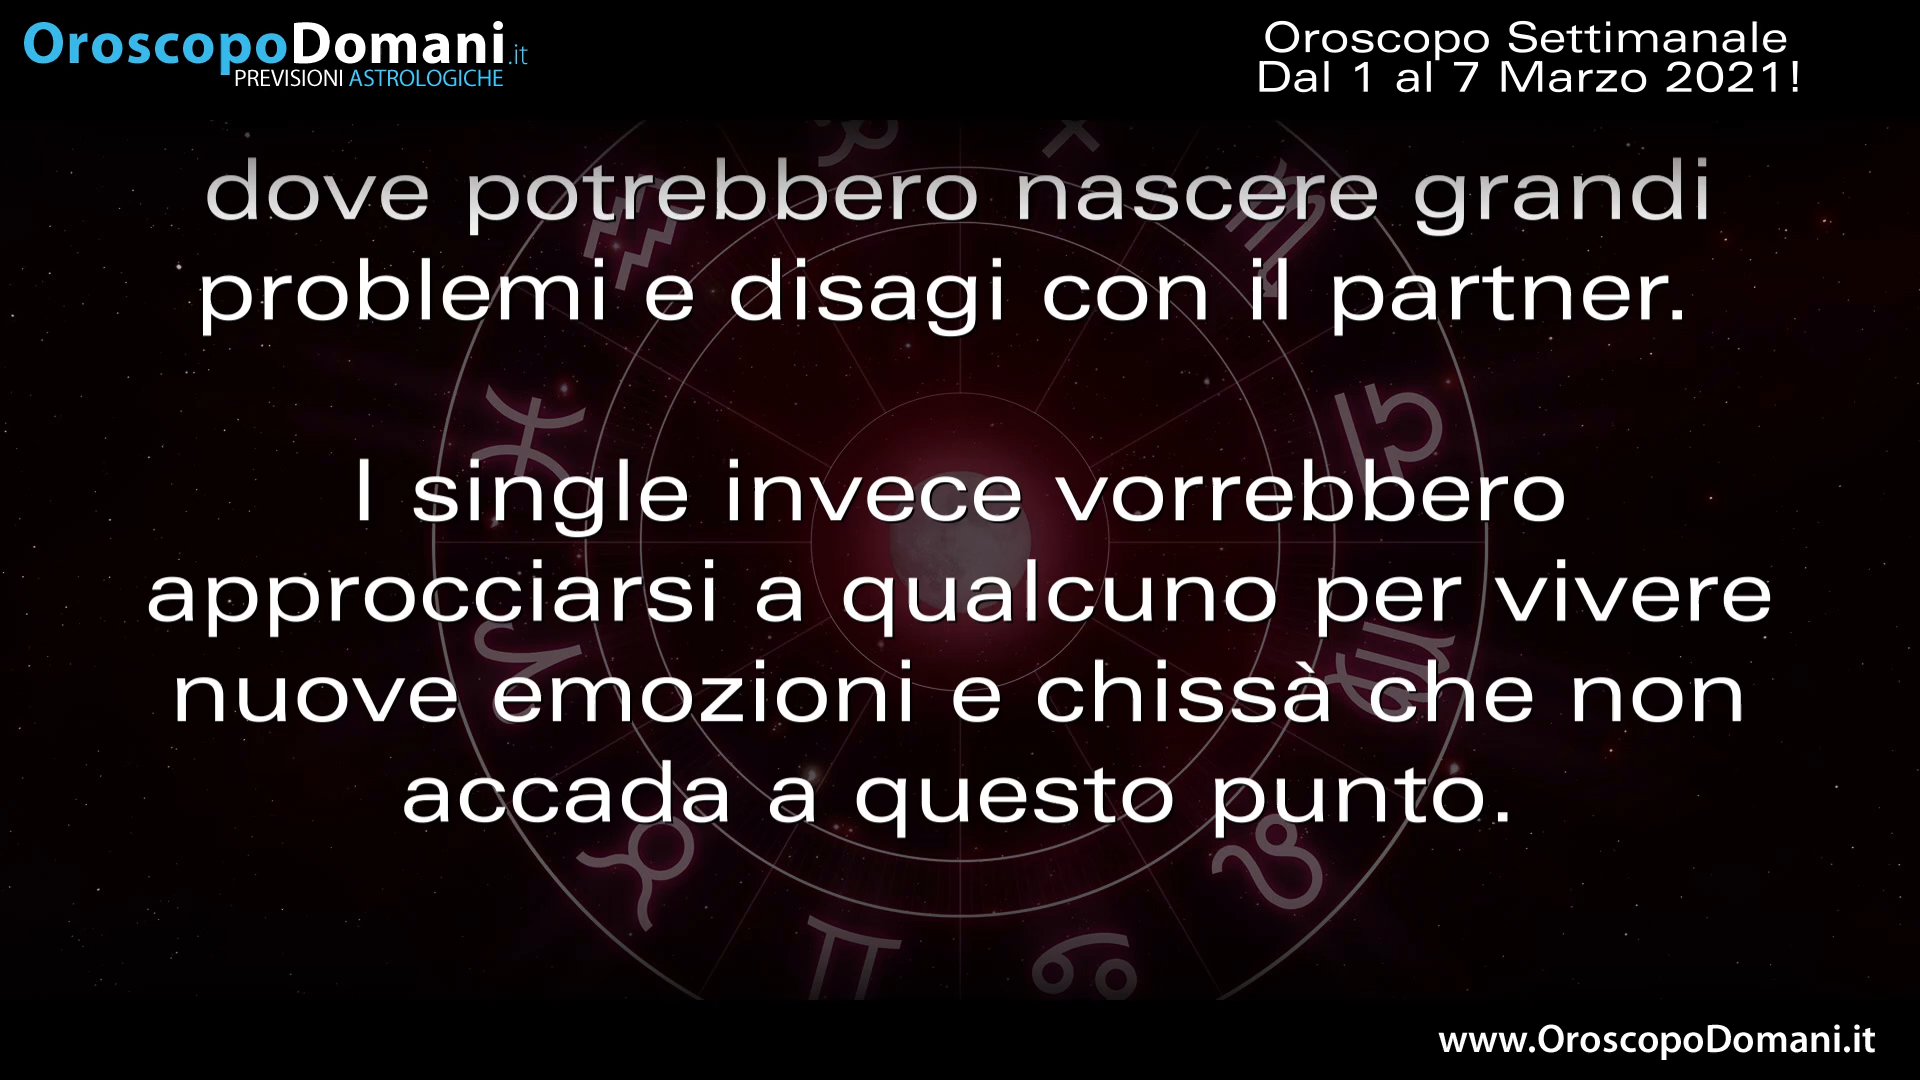 OroscopoDomani.it
PREVISIONI ASTROLOGICHE
Oroscopo Settimanale
Dal 1 al 7 Marzo 2021!
dove potrebbero nascere grandi
problemi e disagi con il partner.
I single invece vorrebbero
approcciarsi a qualcuno per vivere
nuove emozioni e chissà che non
accada a questo punto.
www.OroscopoDomani.it